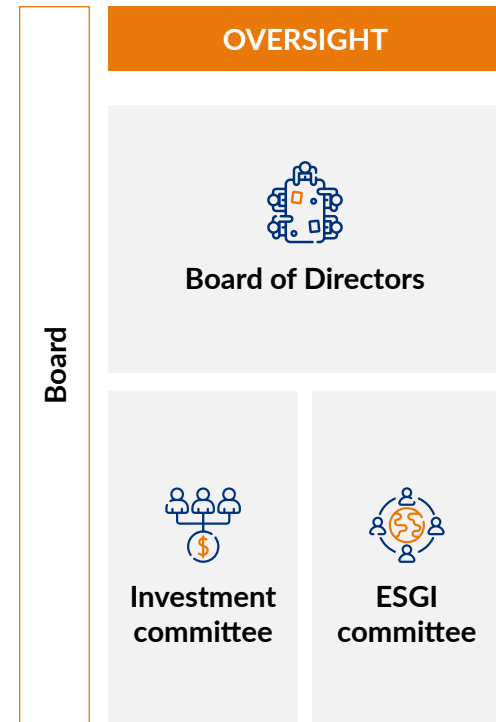 OVERSIGHT
Board
Board of Directors
Investment
committee
ESGI
committee